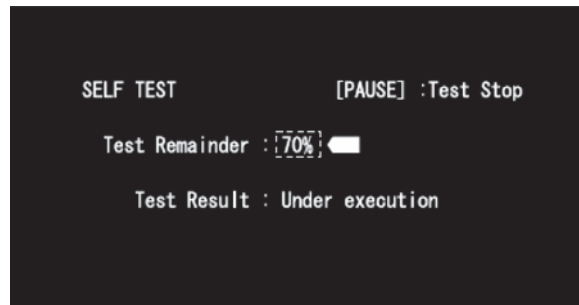 SELF TEST [PAUSE] :Test Stop
Test Remainder : 70%
Test Result : Under execution